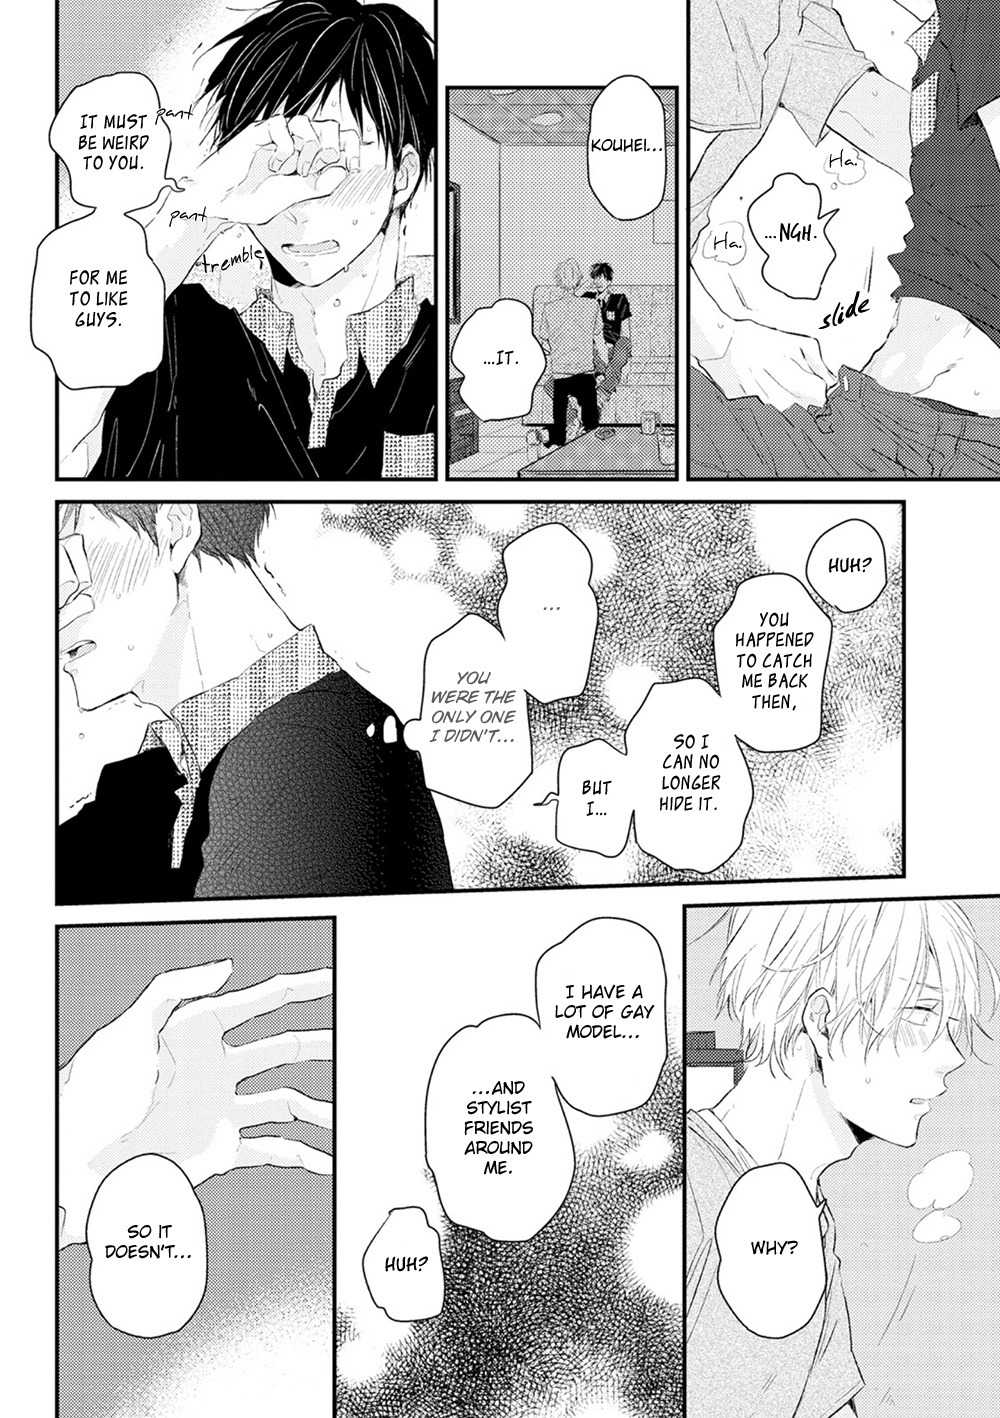 Ha.
...NGH.
Ha.
slide
KOUHEI...
...IT.
IT MUST
BE WEIRD
TO YOU.
pant
pant
tremble
FOR ME
TO LIKE
GUYS.
HUH?
YOU
HAPPENED
TO CATCH
ME BACK
THEN,
SO I
CAN NO
LONGER
HIDE IT.
BUT
I...
...
YOU
WERE THE
ONLY ONE
I DIDN'T...
WHY?
I HAVE A
LOT OF GAY
MODEL...
...AND
STYLIST
FRIENDS
AROUND
ME.
HUH?
SO IT
DOESN'T...